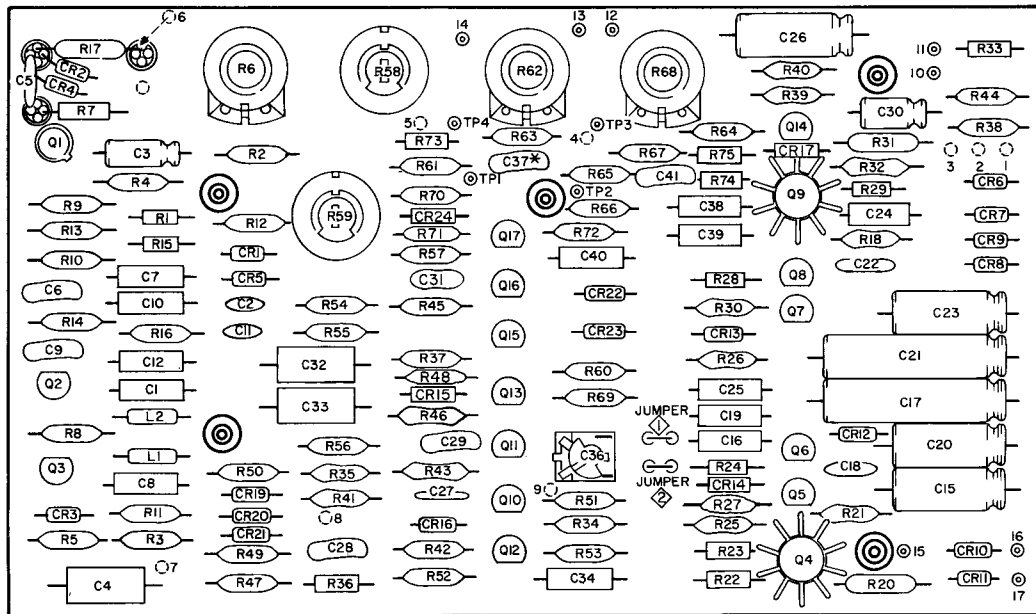 6 14 13 12 C26
R17 R6 R58 R62 R68 11 R33
CR2 R40 10
C5 CR4 R39 R44
R7 C30
5 TP4 TP3 R64 Q14 R38
Q1 R73 R63 4 R31
C3 R2 R61 C37* R67 R75 CR17 R32 3 2 1
R4 TP1 R65 C41 R74 R29 CR6
R9 R70 TP2 Q9
R1 R12 R59 CR24 R66 C38 C24 CR7
R13 R71 Q17 R72 C39 R18 CR9
R15 CR1 R57 C40 C22 CR8
R10 C7 CR5 C31 Q16 R28 Q8
C6 C10 C2 R54 R45 CR22 R30 Q7 C23
R14 R16 C11 R55 Q15 CR23 CR13
C9 C12 C32 R37 R60 R26 C21
Q2 C1 R48 Q13 R69 C25 C17
L2 C33 CR15 JUMPER C19
R46 1
R8 R56 C29 Q11 C36 C16 CR12 C20
L1 Q6
Q3 R50 R35 R43 R24 C18
C8 CR19 R41 C27 Q10 9 JUMPER CR14 Q5 C15
2
CR3 R11 CR20 8 CR16 R51 R27 R21
CR21 R34 R25
R5 R3 R49 C28 R42 Q12 R53 R23 Q4 15 CR10 16
C4 7 R47 R36 R52 C34 R22 R20 CR11
17